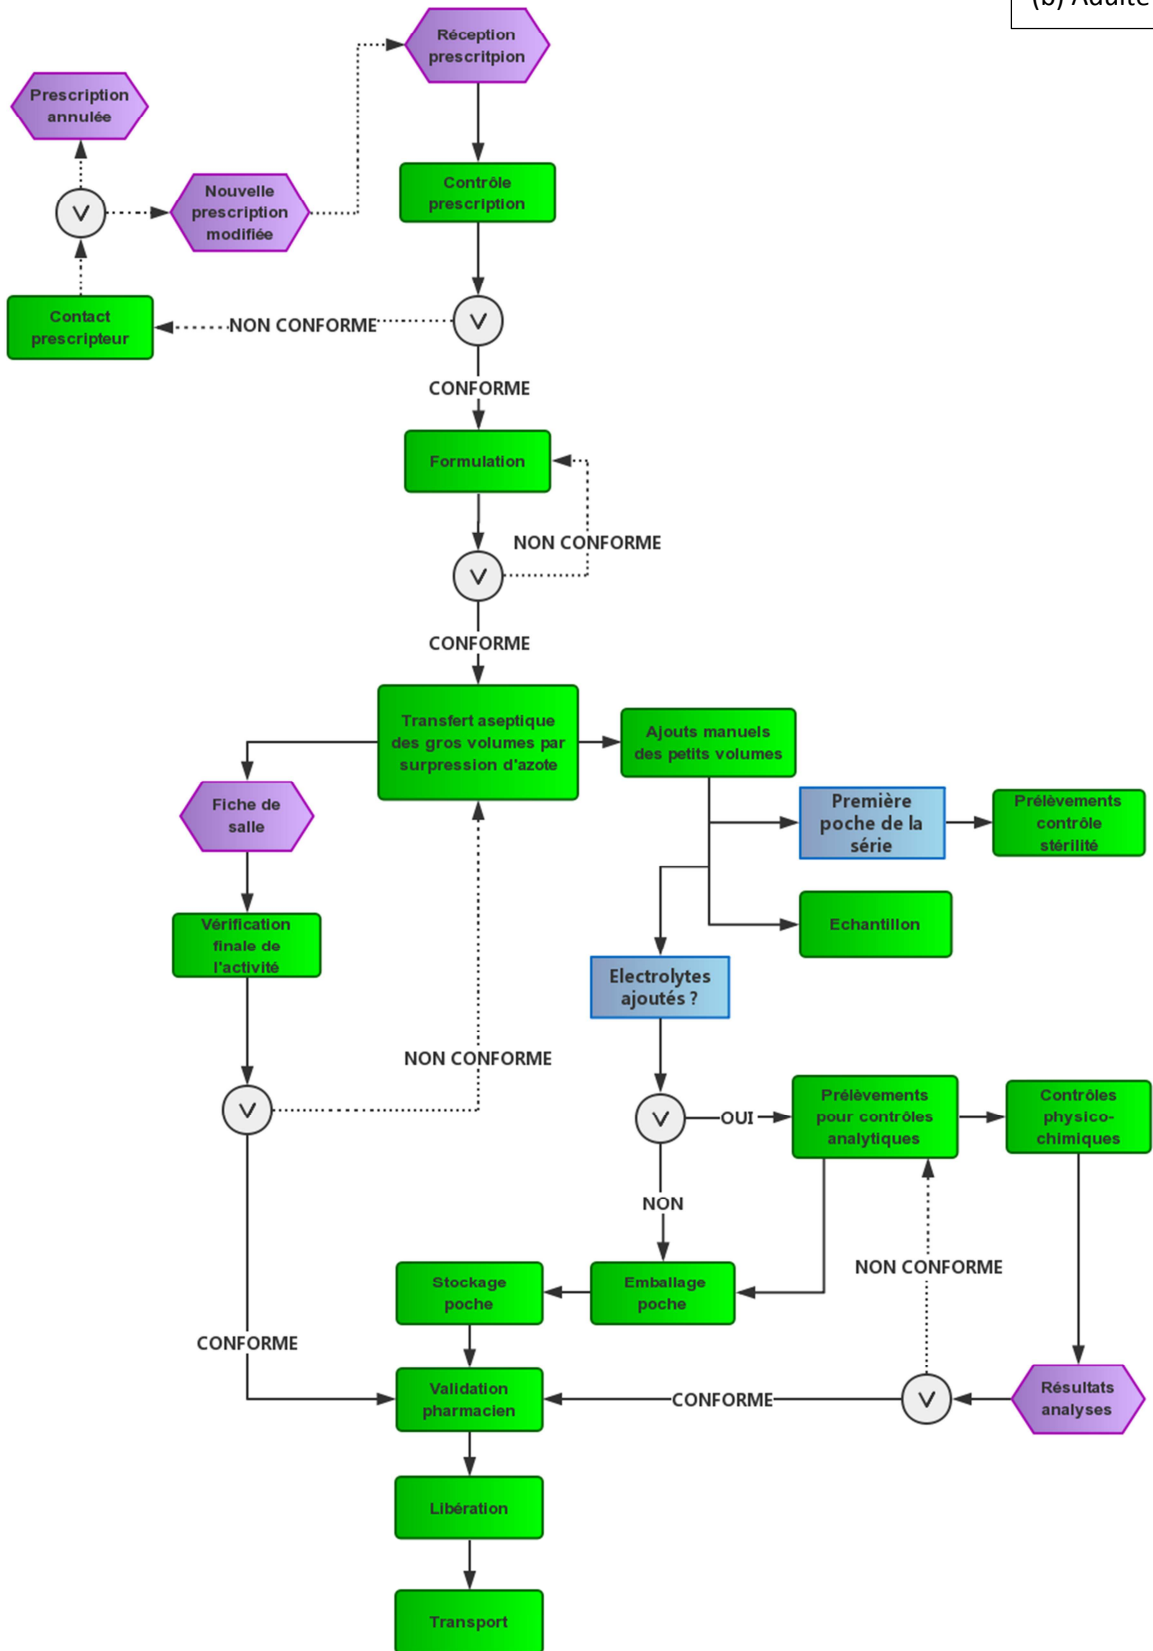 (b) Adulte
Réception
prescritpion
Prescription
annulée
V
Nouvelle
prescription
modifiée
Contrôle
prescription
Contact
prescripteur
NON CONFORME
V
CONFORME
Formulation
NON CONFORME
V
CONFORME
Transfert aseptique
des gros volumes par
surpression d'azote
Ajouts manuels
des petits volumes
Fiche de
salle
Première
poche de la
série
Prélèvements
contrôle
stérilité
Vérification
finale de
l'activité
Echantillon
Electrolytes
ajoutés ?
NON CONFORME
V
V
OUI
Prélèvements
pour contrôles
analytiques
Contrôles
physico-
chimiques
NON
NON CONFORME
Stockage
poche
Emballage
poche
CONFORME
Validation
pharmacien
CONFORME
V
Résultats
analyses
Libération
Transport